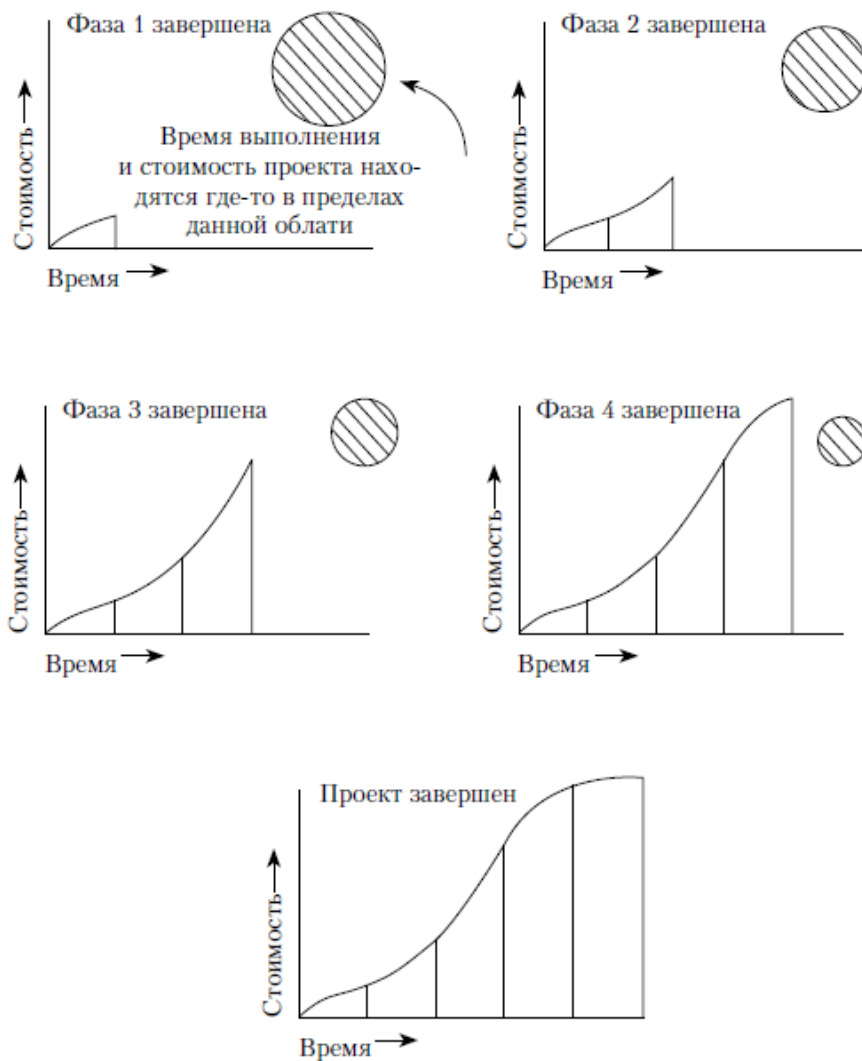 Фаза 1 завершена
Стоимость
Время выполнения
и стоимость проекта нахо-
дятся где-то в пределах
данной облати
Время
Фаза 2 завершена
Стоимость
Время
Фаза 3 завершена
Стоимость
Время
Фаза 4 завершена
Стоимость
Время
Проект завершен
Стоимость
Время